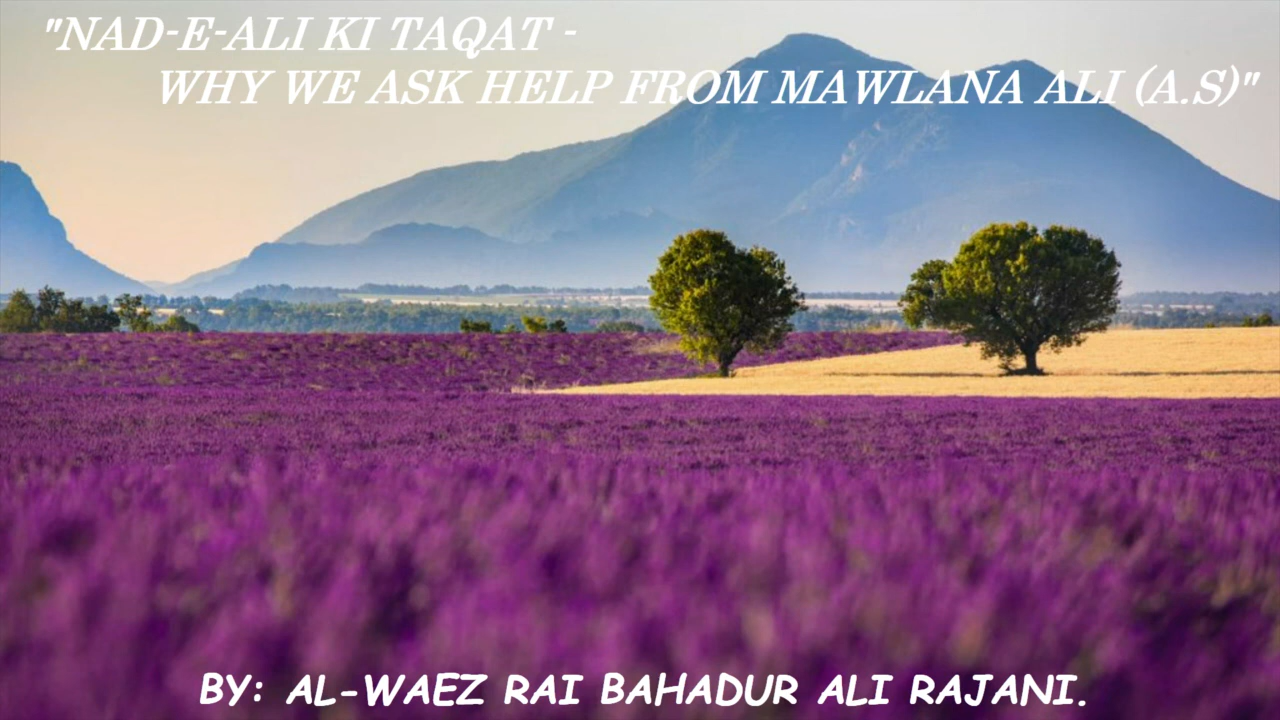 "NAD-E-ALI KI TAQAT -
WHY WE ASK HELP FROM MAWLANA ALI (A.S)"
BY: AL-WAEZ RAI BAHADUR ALI RAJANI.